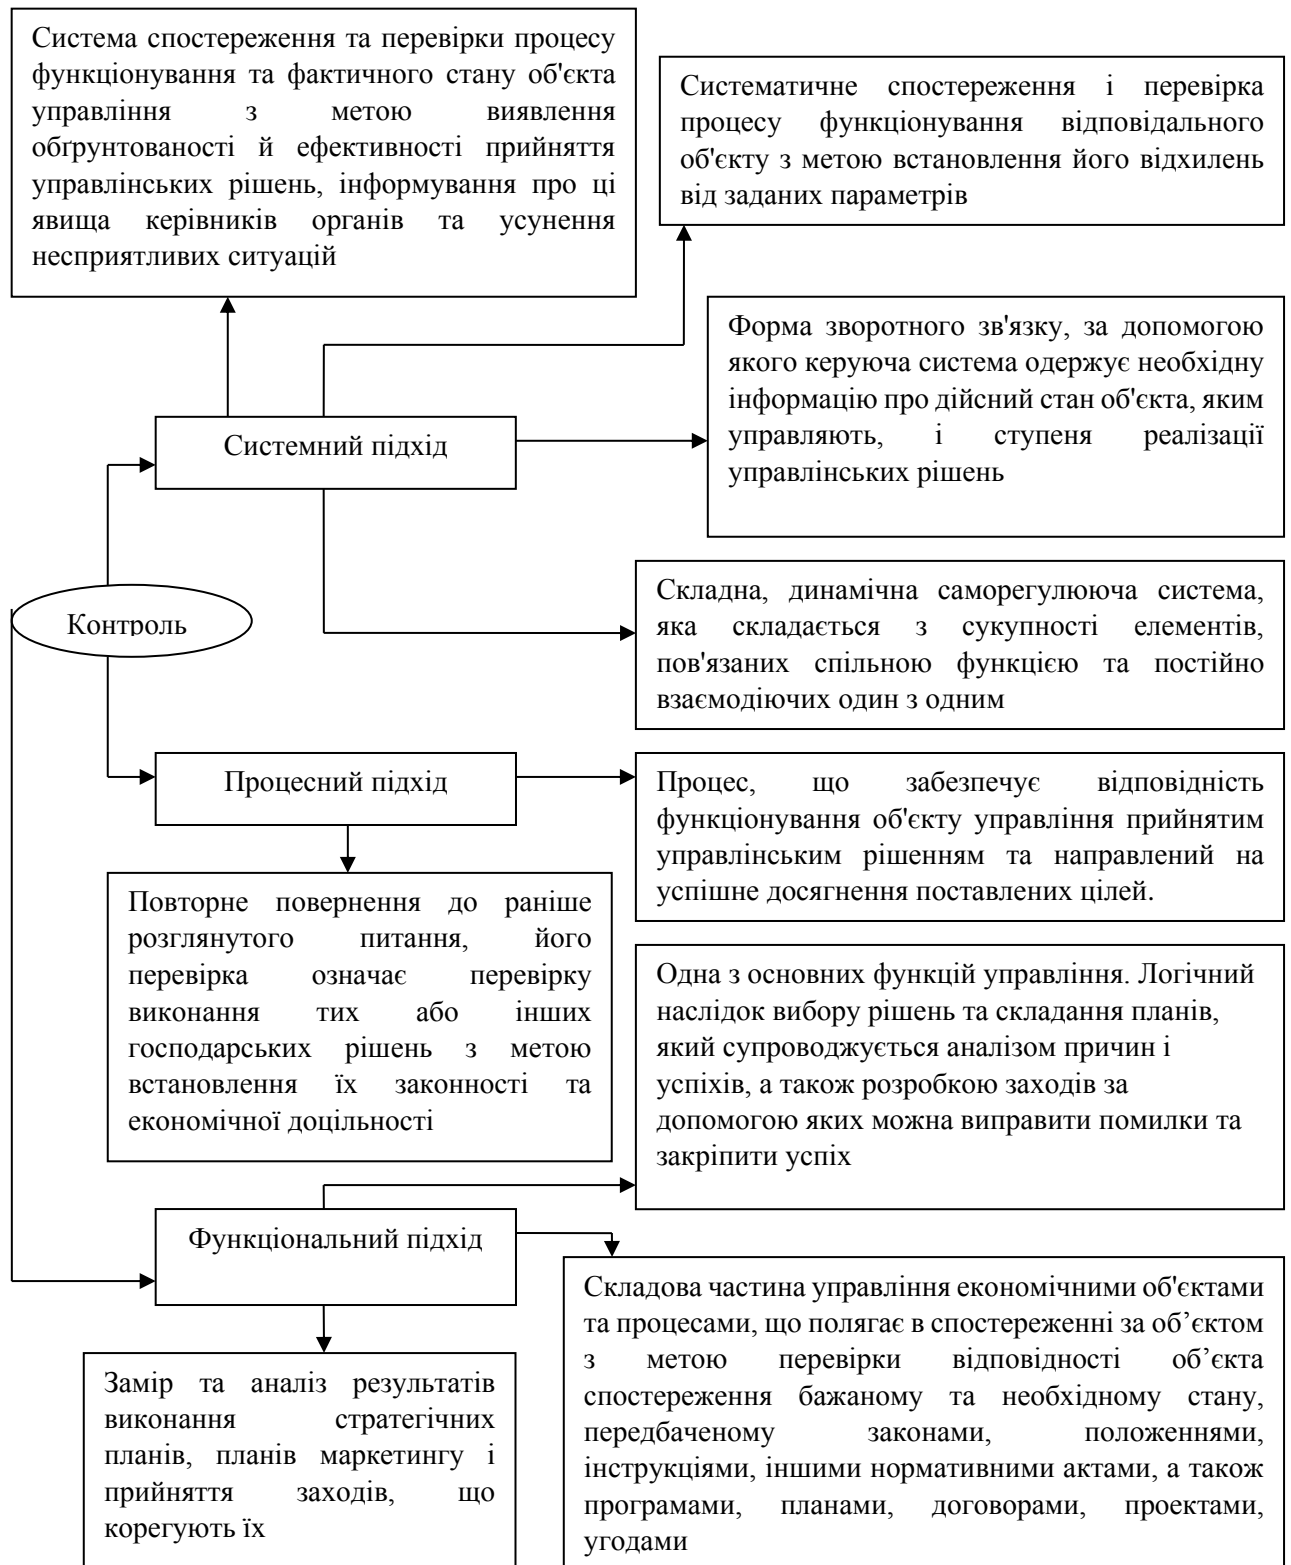 Система спостереження та перевірки процесу
функціонування та фактичного стану об'єкта
управління з метою виявлення
обґрунтованості й ефективності прийняття
управлінських рішень, інформування про ці
явища керівників органів та усунення
несприятливих ситуацій
Систематичне спостереження і перевірка
процесу функціонування відповідального
об'єкту з метою встановлення його відхилень
від заданих параметрів
Форма зворотного зв'язку, за допомогою
якого керуюча система одержує необхідну
інформацію про дійсний стан об'єкта, яким
управляють, і ступеня реалізації
управлінських рішень
Системний підхід
Складна, динамічна саморегулююча система,
яка складається з сукупності елементів,
пов'язаних спільною функцією та постійно
взаємодіючих один з одним
Контроль
Процесний підхід
Процес, що забезпечує відповідність
функціонування об'єкту управління прийнятим
управлінським рішенням та направлений на
успішне досягнення поставлених цілей.
Повторне повернення до раніше
розглянутого питання, його
перевірка означає перевірку
виконання тих або інших
господарських рішень з метою
встановлення їх законності та
економічної доцільності
Одна з основних функцій управління. Логічний
наслідок вибору рішень та складання планів,
який супроводжується аналізом причин і
успіхів, а також розробкою заходів за
допомогою яких можна виправити помилки та
закріпити успіх
Функціональний підхід
Складова частина управління економічними об'єктами
та процесами, що полягає в спостереженні за об’єктом
з метою перевірки відповідності об’єкта
спостереження бажаному та необхідному стану,
передбаченому законами, положеннями,
інструкціями, іншими нормативними актами, а також
програмами, планами, договорами, проектами,
угодами
Замір та аналіз результатів
виконання стратегічних
планів, планів маркетингу і
прийняття заходів, що
корегують їх